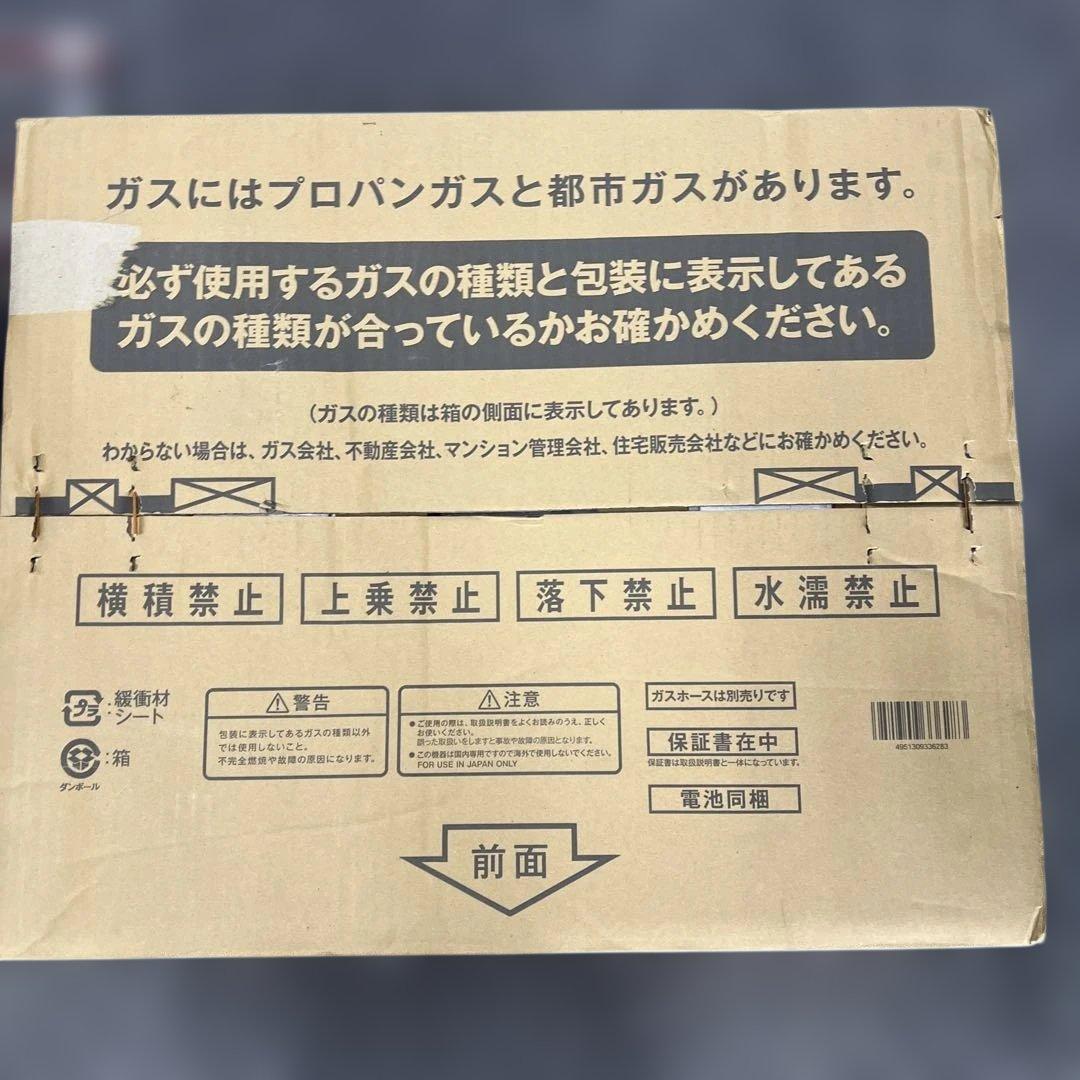 ガスにはプロパンガスと都市ガスがあります。
必ず使用するガスの種類と包装に表示してある
ガスの種類が合っているかお確かめください。
（ガスの種類は箱の側面に表示してあります。）
わからない場合は、ガス会社、不動産会社、マンション管理会社、住宅販売会社などにお確かめください。
横積禁止
上乗禁止
落下禁止
水濡禁止
プラ
:緩衝材
:シート
:箱
ダンボール
警告
包装に表示してあるガスの種類以外
では使用しないこと。
不完全燃焼や故障の原因になります。
注意
●ご使用の際は、取扱説明書をよくお読みのうえ、正しく
お使いください。
誤った取扱いをしますと事故や故障の原因となります。
●この機器は国内専用ですので海外で使用しないでください。
FOR USE IN JAPAN ONLY
ガスホースは別売りです
保証書在中
保証書は取扱説明書と一体になっています。
電池同梱
4951309336283
前面